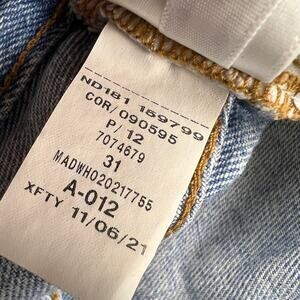 ND181 159799
COR/090595
P/ 12
7074679
31
MADWHO20217755
A-012
XFTY 11/06/21